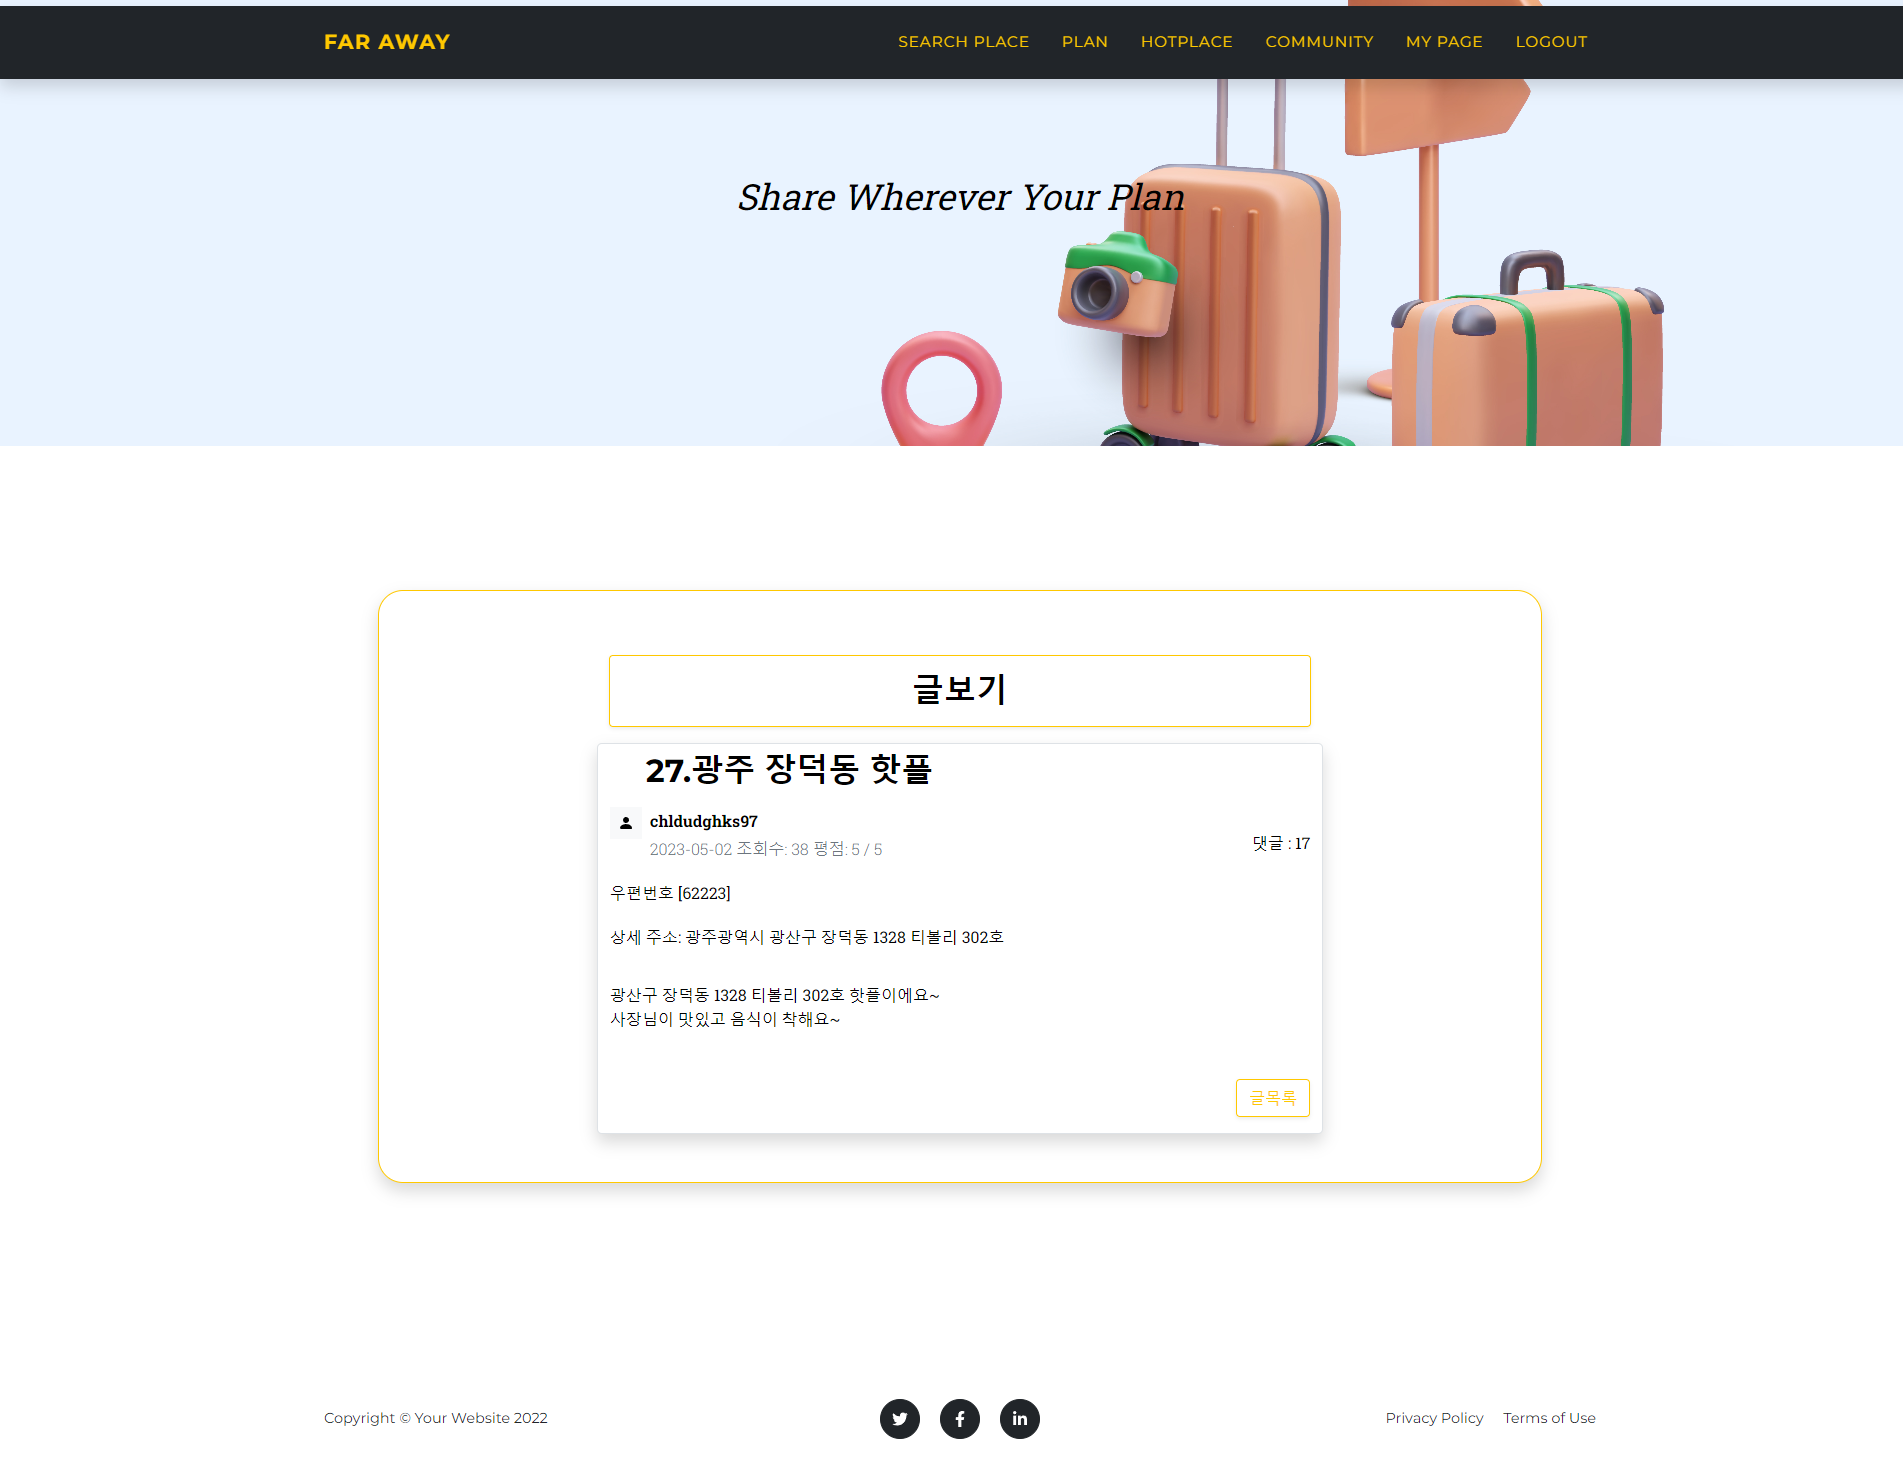 FAR AWAY
SEARCH PLACE PLAN HOTPLACE COMMUNITY MY PAGE LOGOUT
Share Wherever Your Plan
글보기
27.광주 장덕동 핫플
chldudghks97
2023-05-02 조회수: 38 평점: 5 / 5
댓글 : 17
우편번호 [62223]
상세 주소: 광주광역시 광산구 장덕동 1328 티볼리 302호
광산구 장덕동 1328 티볼리 302호 핫플이에요~
사장님이 맛있고 음식이 착해요~
글목록
Copyright © Your Website 2022
Privacy Policy Terms of Use